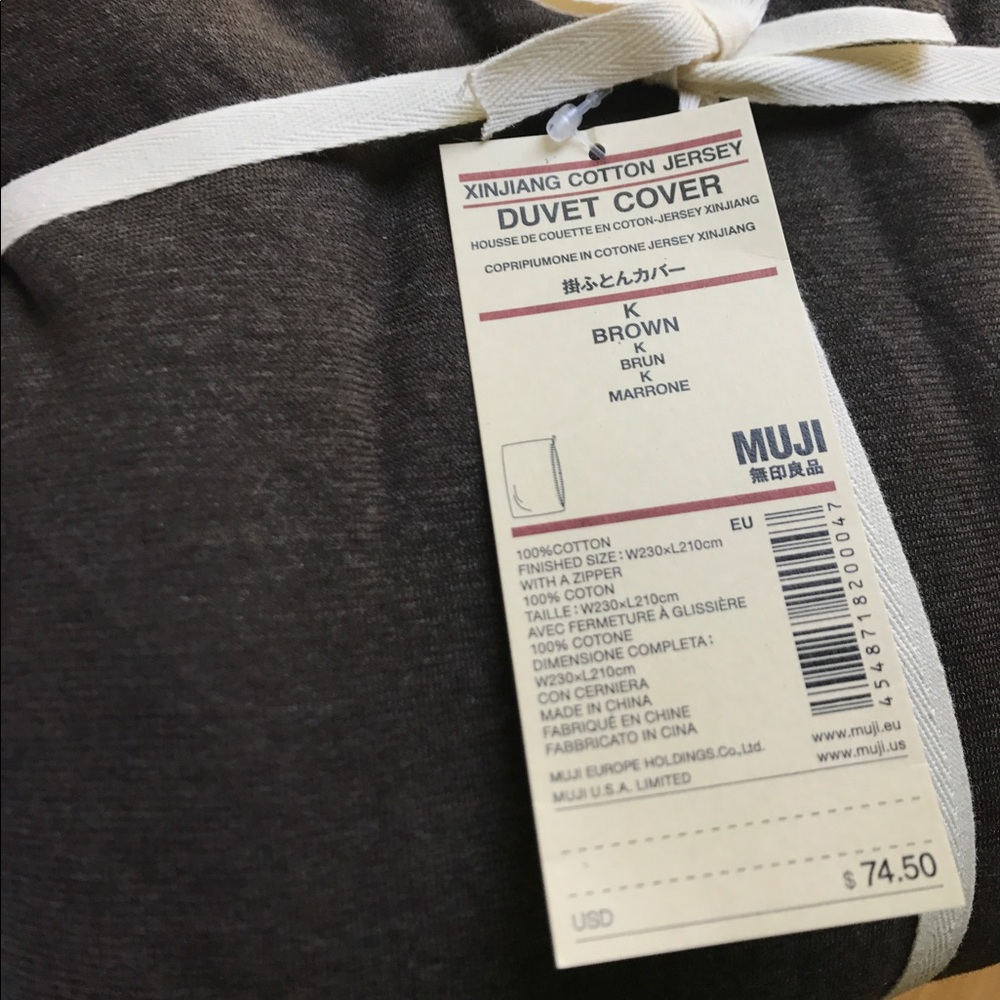 XINJIANG COTTON JERSEY
DUVET COVER
HOUSSE DE COUETTE EN COTON-JERSEY XINJIANG
COPRIPIUMONE IN COTONE JERSEY XINJIANG
掛ふとんカバー
K
BROWN
K
BRUN
K
MARRONE
MUJI
無印良品
EU
100%COTTON
FINISHED SIZE:W230×L210cm
WITH A ZIPPER
100% COTON
TAILLE:W230×L210cm
AVEC FERMETURE À GLISSIÈRE
100% COTONE
DIMENSIONE COMPLETA:
W230×L210cm
CON CERNIERA
MADE IN CHINA
FABRIQUÉ EN CHINE
FABBRICATO IN CINA
4548718200047
www.muji.eu
www.muji.us
MUJI EUROPE HOLDINGS.Co.,Ltd.
MUJI U.S.A. LIMITED
$ 74.50
USD